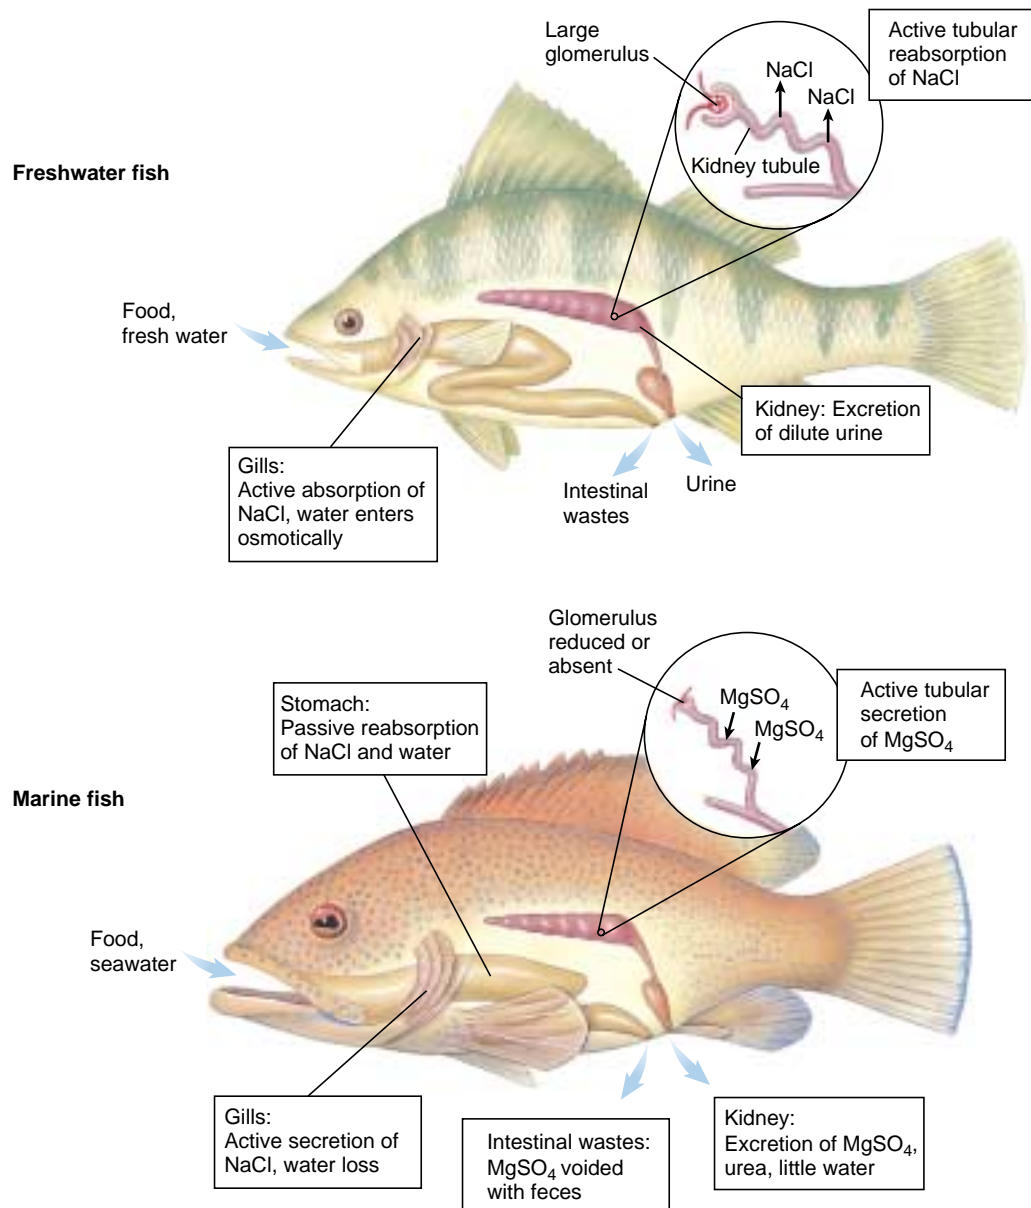 Large
glomerulus
NaCl
NaCl
Kidney tubule
Active tubular
reabsorption
of NaCl
Freshwater fish
Food,
fresh water
Gills:
Active absorption of
NaCl, water enters
osmotically
Intestinal
wastes
Urine
Kidney: Excretion
of dilute urine
Glomerulus
reduced or
absent
MgSO₄
MgSO₄
Active tubular
secretion
of MgSO₄
Stomach:
Passive reabsorption
of NaCl and water
Marine fish
Food,
seawater
Gills:
Active secretion of
NaCl, water loss
Intestinal wastes:
MgSO₄ voided
with feces
Kidney:
Excretion of MgSO₄,
urea, little water